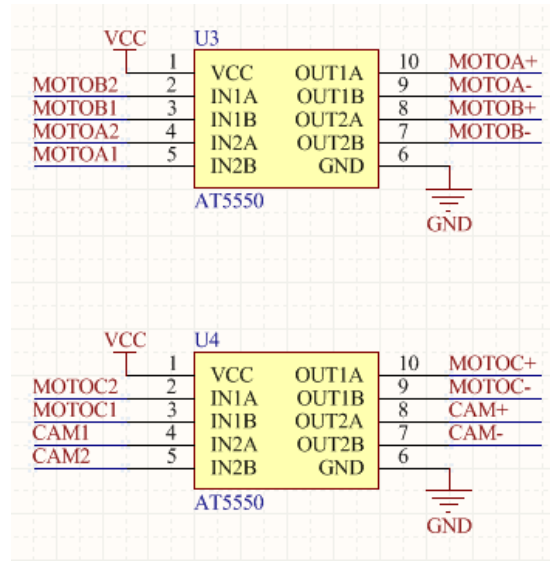 VCC U3
1 VCC OUT1A 10 MOTOA+
MOTOB2 2 IN1A OUT1B 9 MOTOA-
MOTOB1 3 IN1B OUT2A 8 MOTOB+
MOTOA2 4 IN2A OUT2B 7 MOTOB-
MOTOA1 5 IN2B GND 6
AT5550
GND
VCC U4
1 VCC OUT1A 10 MOTOC+
MOTOC2 2 IN1A OUT1B 9 MOTOC-
MOTOC1 3 IN1B OUT2A 8 CAM+
CAM1 4 IN2A OUT2B 7 CAM-
CAM2 5 IN2B GND 6
AT5550
GND